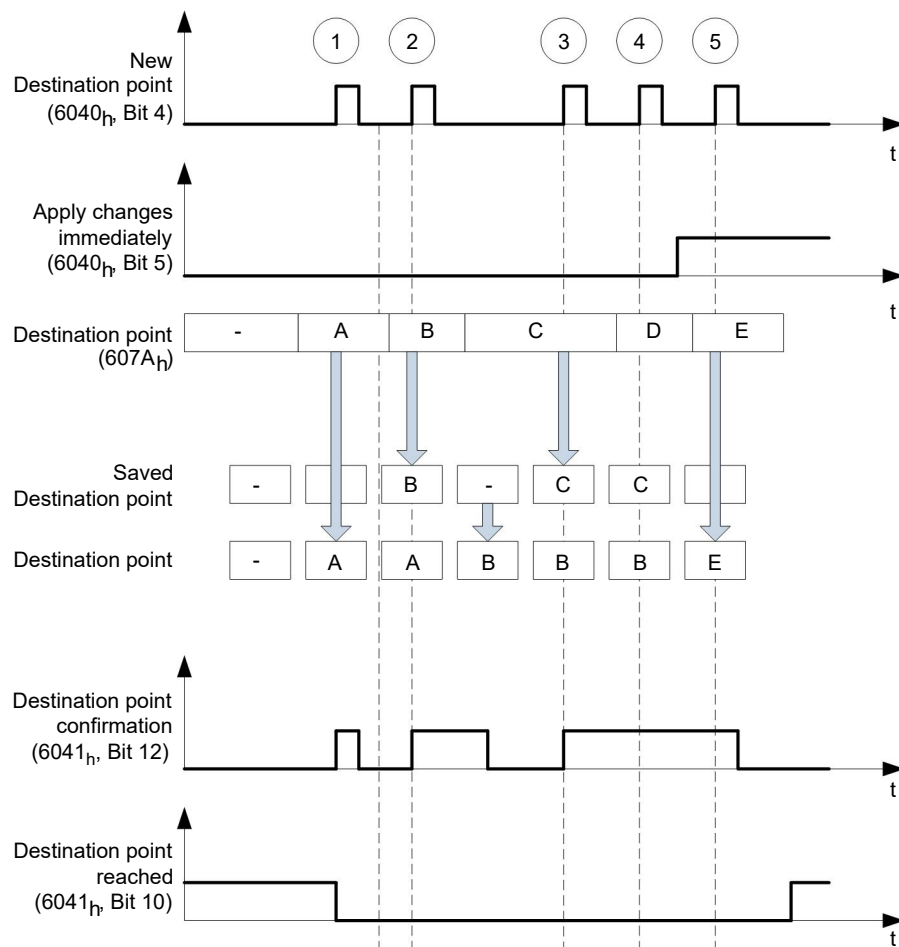 1 2 3 4 5
New
Destination point
(6040h, Bit 4)
t
Apply changes
immediately
(6040h, Bit 5)
t
Destination point
(607Ah)
- A B C D E
Saved
Destination point
- B - C C
Destination point
- A A B B B E
Destination point
confirmation
(6041h, Bit 12)
t
Destination point
reached
(6041h, Bit 10)
t